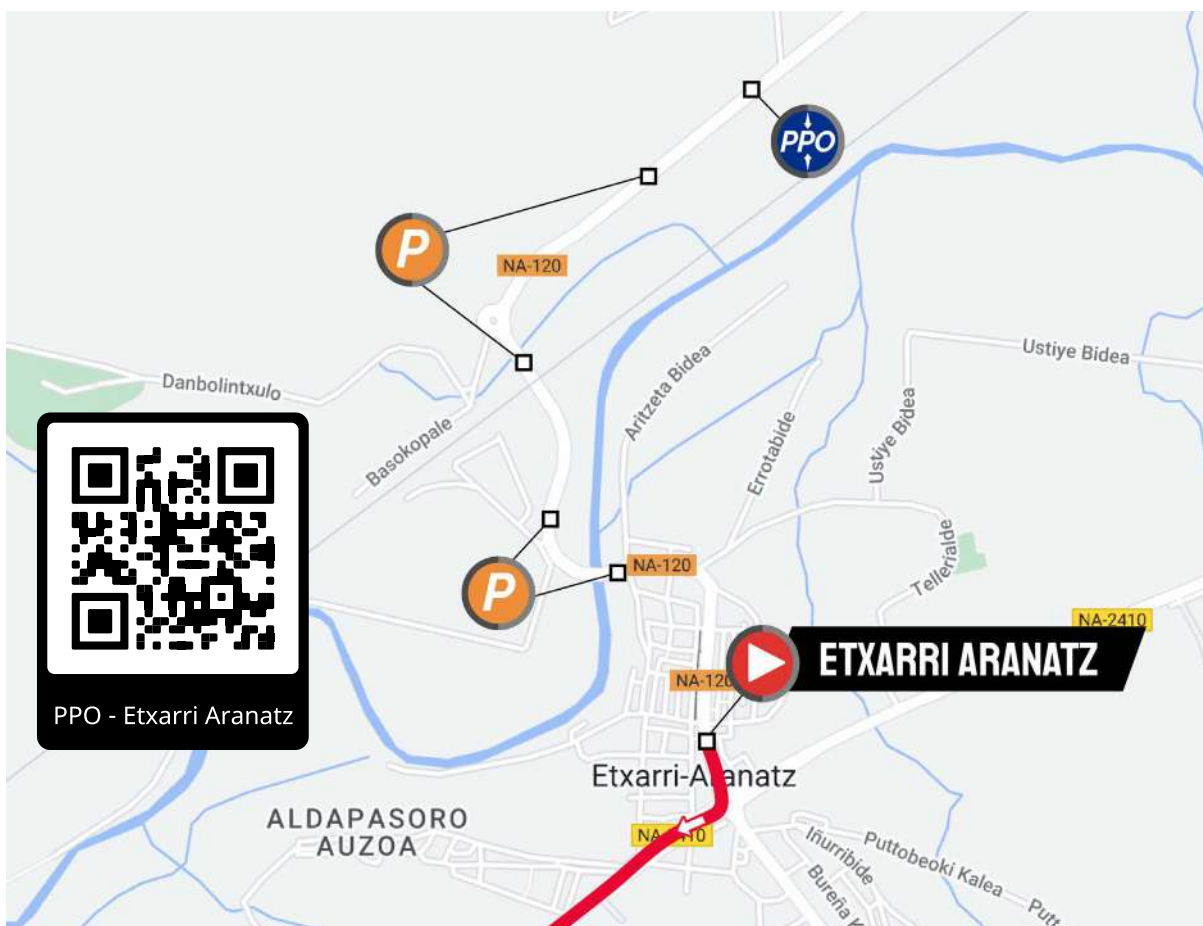 PPO
P
NA-120
Ustiye Bidea
Danbolintxulo
Aritzeta Bidea
Basokopale
Errotabide
Ustiye Bidea
P
NA-120
Tellerialde
NA-2410
ETXARRI ARANATZ
NA-120
PPO - Etxarri Aranatz
Etxarri-Aranatz
ALDAPASORO
AUZOA
Iñurribide
Puttobeoki Kalea
Bureña K
Putt